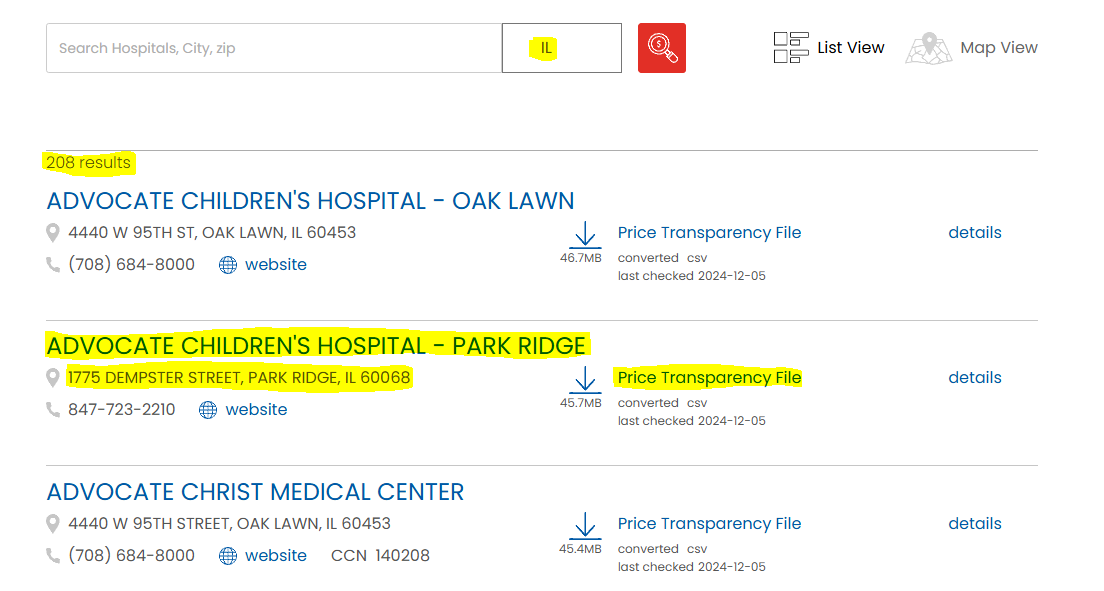 Search Hospitals, City, zip
IL
List View
Map View
208 results
ADVOCATE CHILDREN'S HOSPITAL - OAK LAWN
4440 W 95TH ST, OAK LAWN, IL 60453
Price Transparency File
details
46.7MB
converted csv
(708) 684-8000
website
last checked 2024-12-05
ADVOCATE CHILDREN'S HOSPITAL - PARK RIDGE
1775 DEMPSTER STREET, PARK RIDGE, IL 60068
Price Transparency File
details
45.7MB
converted csv
847-723-2210
website
last checked 2024-12-05
ADVOCATE CHRIST MEDICAL CENTER
4440 W 95TH STREET, OAK LAWN, IL 60453
Price Transparency File
details
45.4MB
converted csv
(708) 684-8000
website
CCN 140208
last checked 2024-12-05